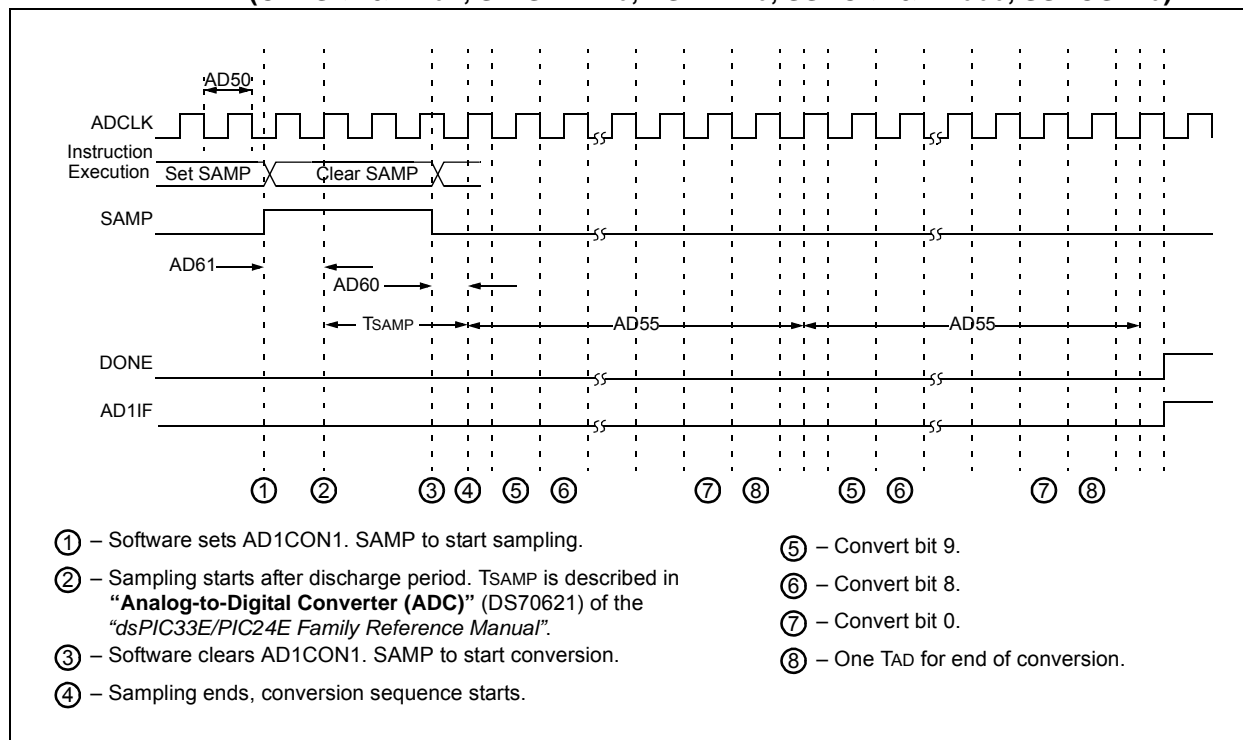 AD50
ADCLK
Instruction
Execution
Set SAMP
Clear SAMP
SAMP
AD61
AD60
TSAMP
AD55
AD55
DONE
AD1IF
1 2 3 4 5 6 7 8 5 6 7 8
1 – Software sets AD1CON1. SAMP to start sampling.
2 – Sampling starts after discharge period. TSAMP is described in
“Analog-to-Digital Converter (ADC)” (DS70621) of the
“dsPIC33E/PIC24E Family Reference Manual”.
3 – Software clears AD1CON1. SAMP to start conversion.
4 – Sampling ends, conversion sequence starts.
5 – Convert bit 9.
6 – Convert bit 8.
7 – Convert bit 0.
8 – One TAD for end of conversion.